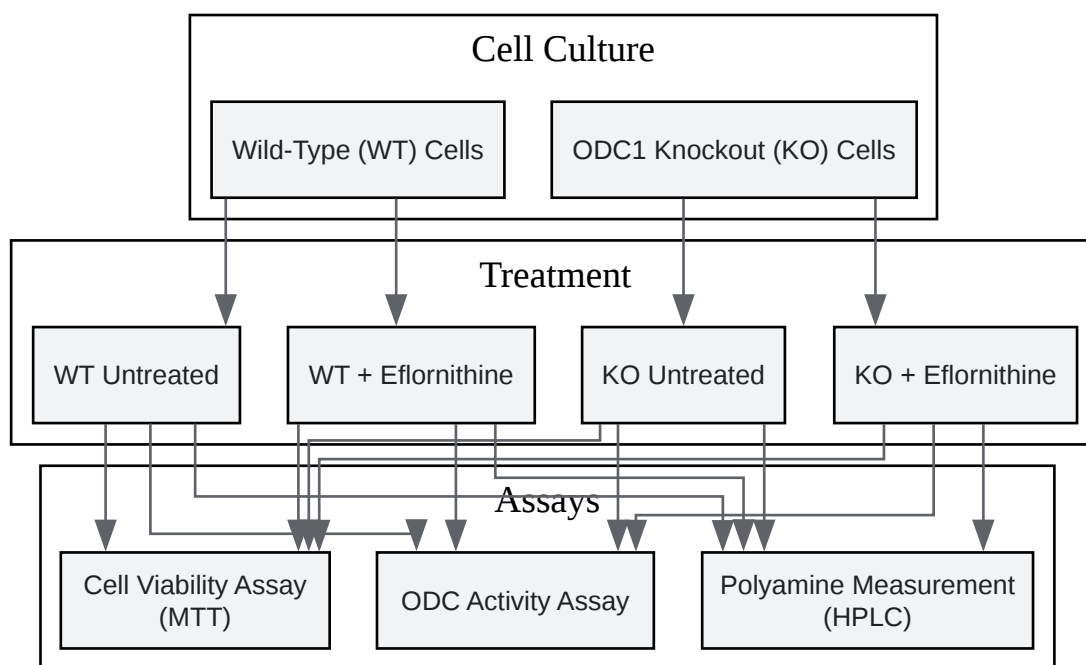 Cell Culture
Wild-Type (WT) Cells
ODC1 Knockout (KO) Cells
Treatment
WT Untreated
WT + Eflornithine
KO Untreated
KO + Eflornithine
Assays
Cell Viability Assay
(MTT)
ODC Activity Assay
Polyamine Measurement
(HPLC)